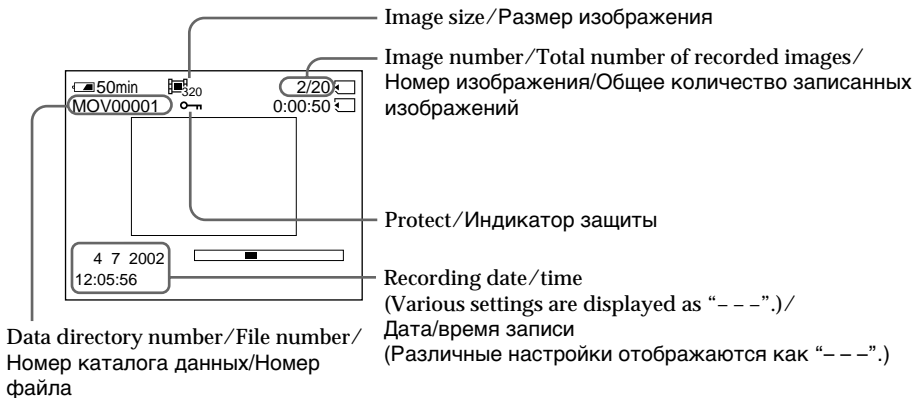 Image size/Размер изображения
Image number/Total number of recorded images/
Номер изображения/Общее количество записанных
изображений
50min
320
2/20
MOV00001
0:00:50
Protect/Индикатор защиты
4 7 2002
12:05:56
Recording date/time
(Various settings are displayed as “– – –”.)/
Дата/время записи
(Различные настройки отображаются как “– – –”.)
Data directory number/File number/
Номер каталога данных/Номер
файла